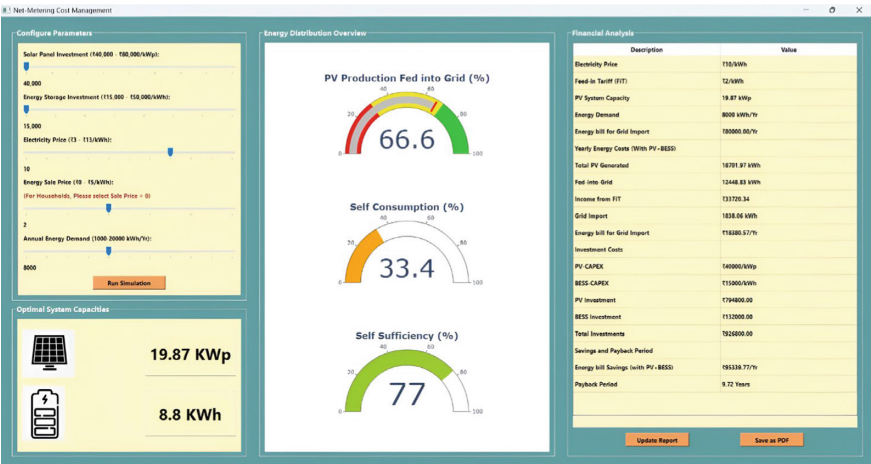 Net-Metering Cost Management
Configure Parameters
Solar Panel Investment (₹40,000 - ₹80,000/kWp):
40,000
Energy Storage Investment (₹15,000 - ₹50,000/kWh):
15,000
Electricity Price (₹3 - ₹15/kWh):
10
Energy Sale Price (₹0 - ₹5/kWh):
(For Households, Please select Sale Price = 0)
2
Annual Energy Demand (1000-20000 kWh/Yr):
8000
Run Simulation
Optimal System Capacities
19.87 KWp
8.8 KWh
Energy Distribution Overview
PV Production Fed into Grid (%)
0 20 40 60 80 100
66.6
Self Consumption (%)
0 20 40 60 80 100
33.4
Self Sufficiency (%)
0 20 40 60 80 100
77
Financial Analysis
Description Value
Electricity Price ₹10/kWh
Feed-in Tariff (FiT) ₹2/kWh
PV System Capacity 19.87 kWp
Energy Demand 8000 kWh/Yr
Energy bill for Grid Import ₹80000.00/Yr
Yearly Energy Costs (With PV-BESS)
Total PV Generated 18701.97 kWh
Fed-into-Grid 12448.83 kWh
Income from FiT ₹33720.34
Grid Import 1838.06 kWh
Energy bill for Grid Import ₹18380.57/Yr
Investment Costs
PV-CAPEX ₹40000/kWp
BESS-CAPEX ₹15000/kWh
PV Investment ₹794800.00
BESS Investment ₹132000.00
Total Investments ₹926800.00
Savings and Payback Period
Energy bill Savings (with PV-BESS) ₹95339.77/Yr
Payback Period 9.72 Years
Update Report
Save as PDF